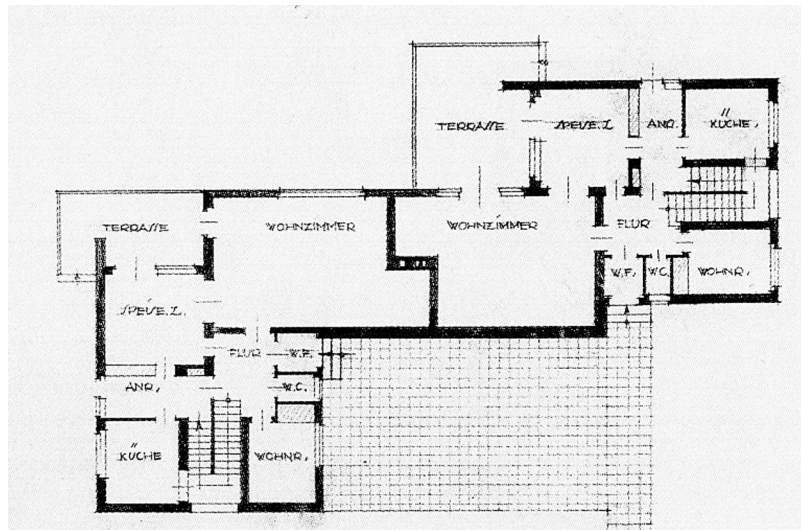 TERRASSE
SPEISE.Z.
ANR.
KÜCHE.
WOHNZIMMER
FLUR
W.F.
W.C.
WOHNR.
TERRASSE
WOHNZIMMER
SPEISE.Z.
FLUR
W.F.
W.C.
ANR.
KÜCHE
WOHNR.